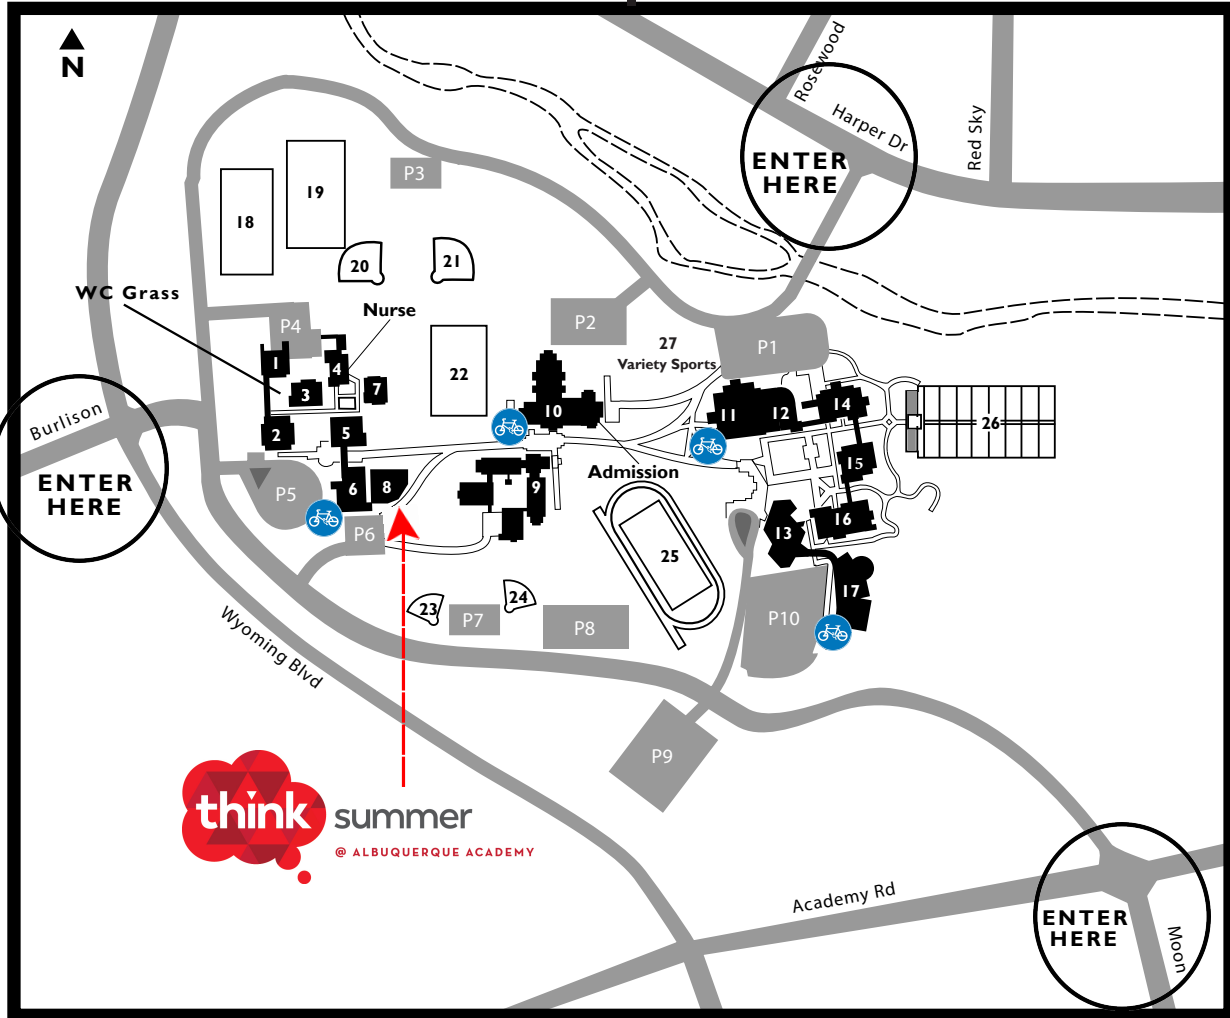 N
Rosewood
Harper Dr
Red Sky
ENTER
HERE
P3
19
18
20
21
WC Grass
Nurse
P4
P2
P1
27
Variety Sports
1
4
3
7
22
10
11
12
14
26
Burlison
2
5
Admission
15
ENTER
HERE
P5
6
8
9
16
13
P6
25
17
23
24
P7
P8
P10
Wyoming Blvd
P9
think
summer
@ ALBUQUERQUE ACADEMY
Academy Rd
ENTER
HERE
Moon